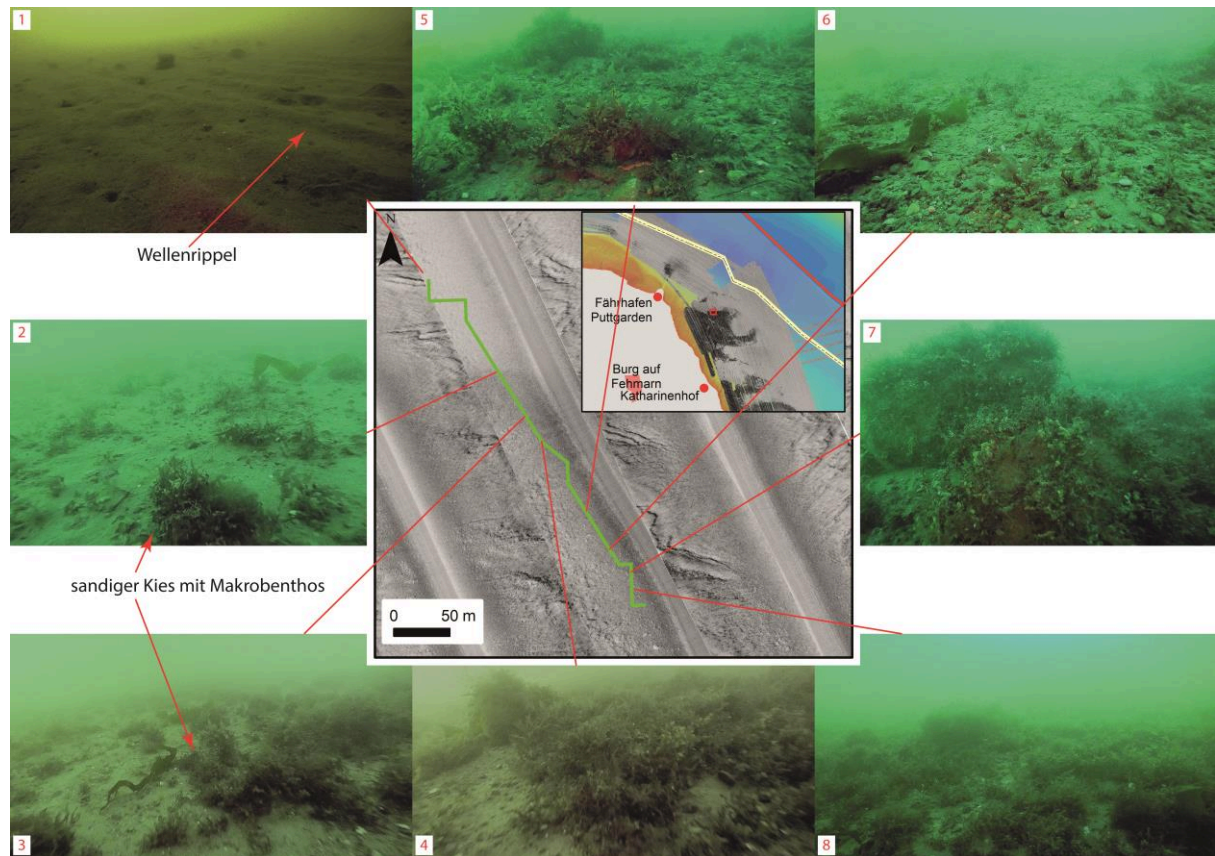 1
5
6
Wellenrippel
N
Fährhafen
Puttgarden
Burg auf
Fehmarn
Katharinenhof
2
7
sandiger Kies mit Makrobenthos
0 50 m
3
4
8